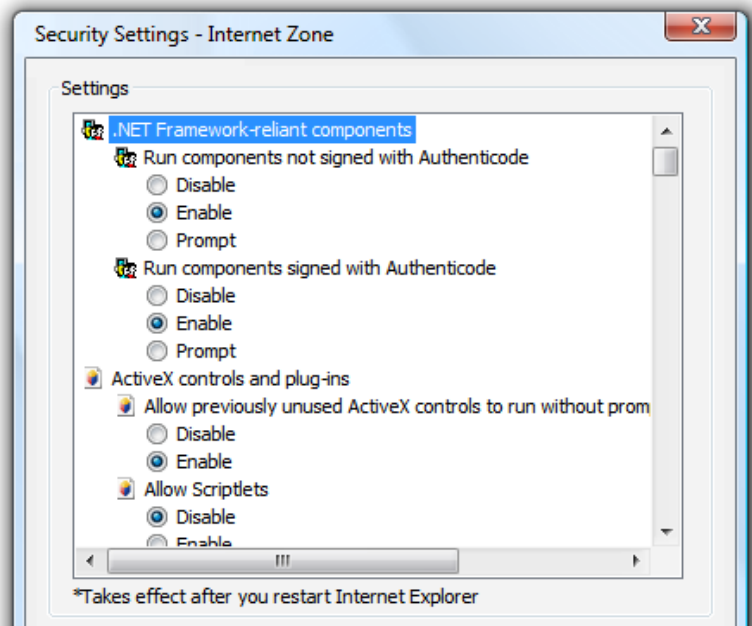 Security Settings - Internet Zone
Settings
.NET Framework-reliant components
Run components not signed with Authenticode
Disable
Enable
Prompt
Run components signed with Authenticode
Disable
Enable
Prompt
ActiveX controls and plug-ins
Allow previously unused ActiveX controls to run without prom
Disable
Enable
Allow Scriptlets
Disable
Enable
*Takes effect after you restart Internet Explorer